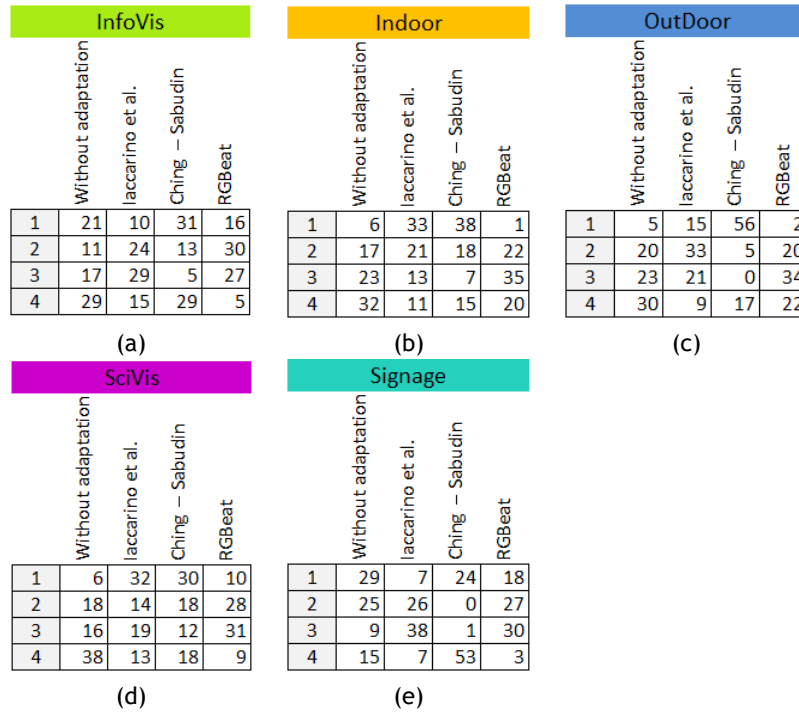 InfoVis
Without adaptation Iaccarino et al. Ching – Sabudin RGBeat
1 21 10 31 16
2 11 24 13 30
3 17 29 5 27
4 29 15 29 5
(a)
Indoor
Without adaptation Iaccarino et al. Ching – Sabudin RGBeat
1 6 33 38 1
2 17 21 18 22
3 23 13 7 35
4 32 11 15 20
(b)
OutDoor
Without adaptation Iaccarino et al. Ching – Sabudin RGBeat
1 5 15 56 2
2 20 33 5 20
3 23 21 0 34
4 30 9 17 22
(c)
SciVis
Without adaptation Iaccarino et al. Ching – Sabudin RGBeat
1 6 32 30 10
2 18 14 18 28
3 16 19 12 31
4 38 13 18 9
(d)
Signage
Without adaptation Iaccarino et al. Ching – Sabudin RGBeat
1 29 7 24 18
2 25 26 0 27
3 9 38 1 30
4 15 7 53 3
(e)